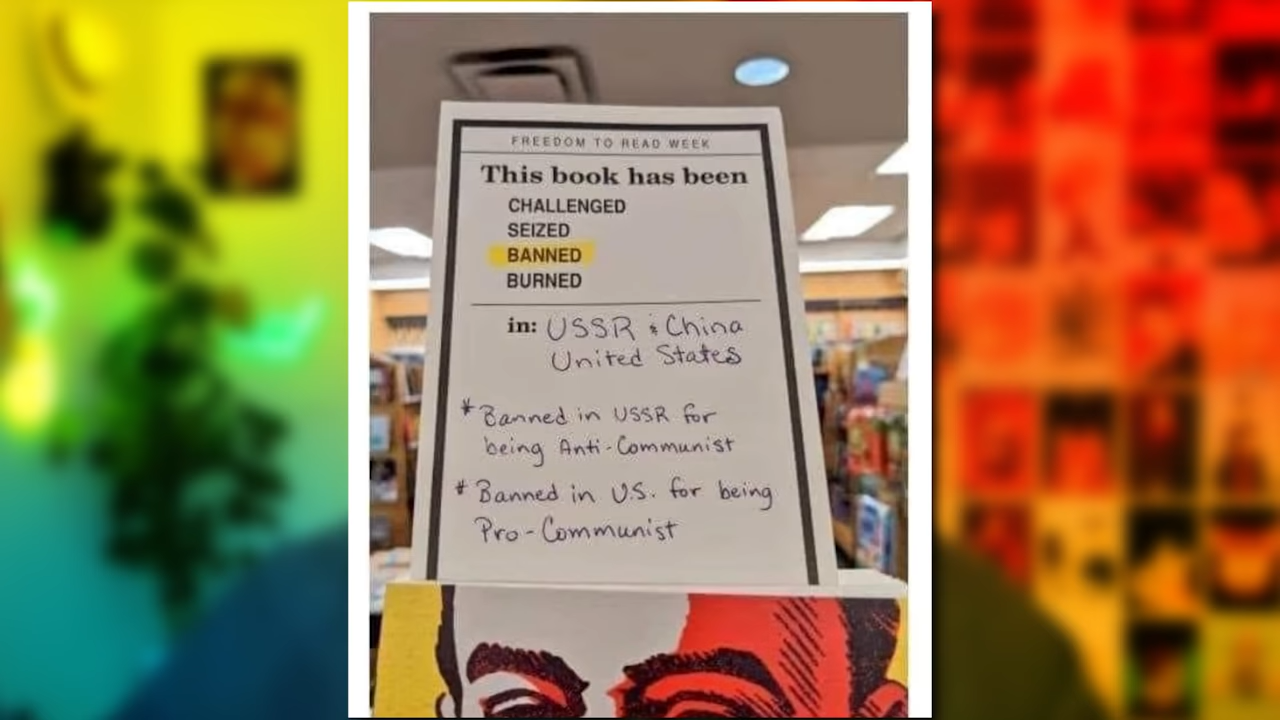 FREEDOM TO READ WEEK
This book has been
CHALLENGED
SEIZED
BANNED
BURNED
in: USSR & China
United States
* Banned in USSR for
being Anti-Communist
* Banned in U.S. for being
Pro-Communist